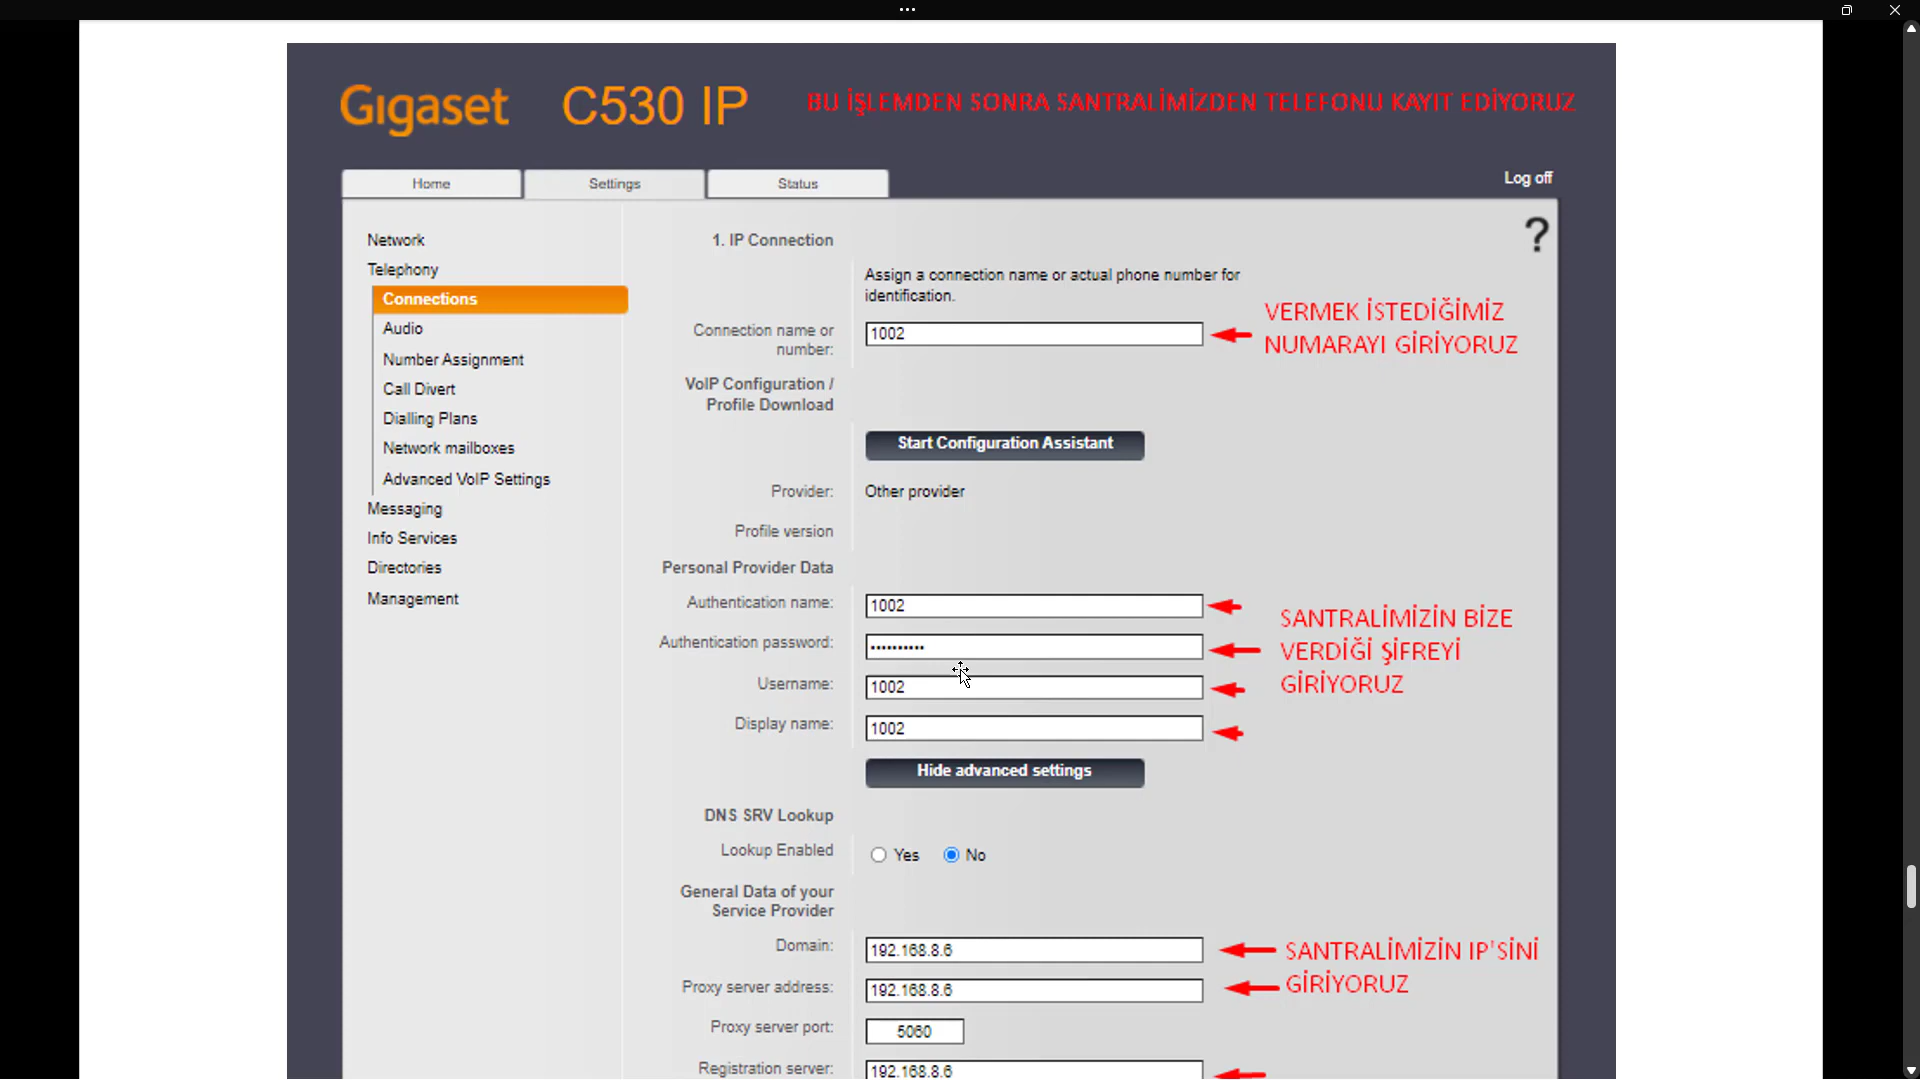 Gigaset C530 IP BU İŞLEMDEN SONRA SANTRALİMİZDEN TELEFONU KAYIT EDİYORUZ
Home Settings Status Log off
?
Network
Telephony
Connections
Audio
Number Assignment
Call Divert
Dialling Plans
Network mailboxes
Advanced VoIP Settings
Messaging
Info Services
Directories
Management
1. IP Connection
Assign a connection name or actual phone number for
identification.
Connection name or
number:
1002
VERMEK İSTEDİĞİMİZ
NUMARAYI GİRİYORUZ
VoIP Configuration /
Profile Download
Start Configuration Assistant
Provider: Other provider
Profile version
Personal Provider Data
Authentication name: 1002
Authentication password: ••••••••••
Username: 1002
Display name: 1002
SANTRALİMİZİN BİZE
VERDİĞİ ŞİFREYİ
GİRİYORUZ
Hide advanced settings
DNS SRV Lookup
Lookup Enabled Yes No
General Data of your
Service Provider
Domain: 192.168.8.6
Proxy server address: 192.168.8.6
SANTRALİMİZİN IP'SİNİ
GİRİYORUZ
Proxy server port: 5060
Registration server: 192.168.8.6